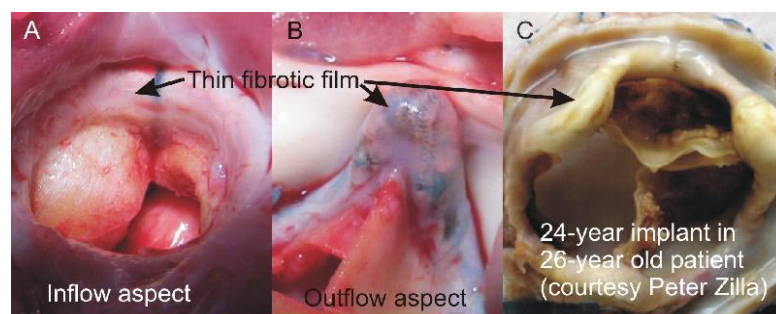 A
B
C
Thin fibrotic film
Inflow aspect
Outflow aspect
24-year implant in
26-year old patient
(courtesy Peter Zilla)